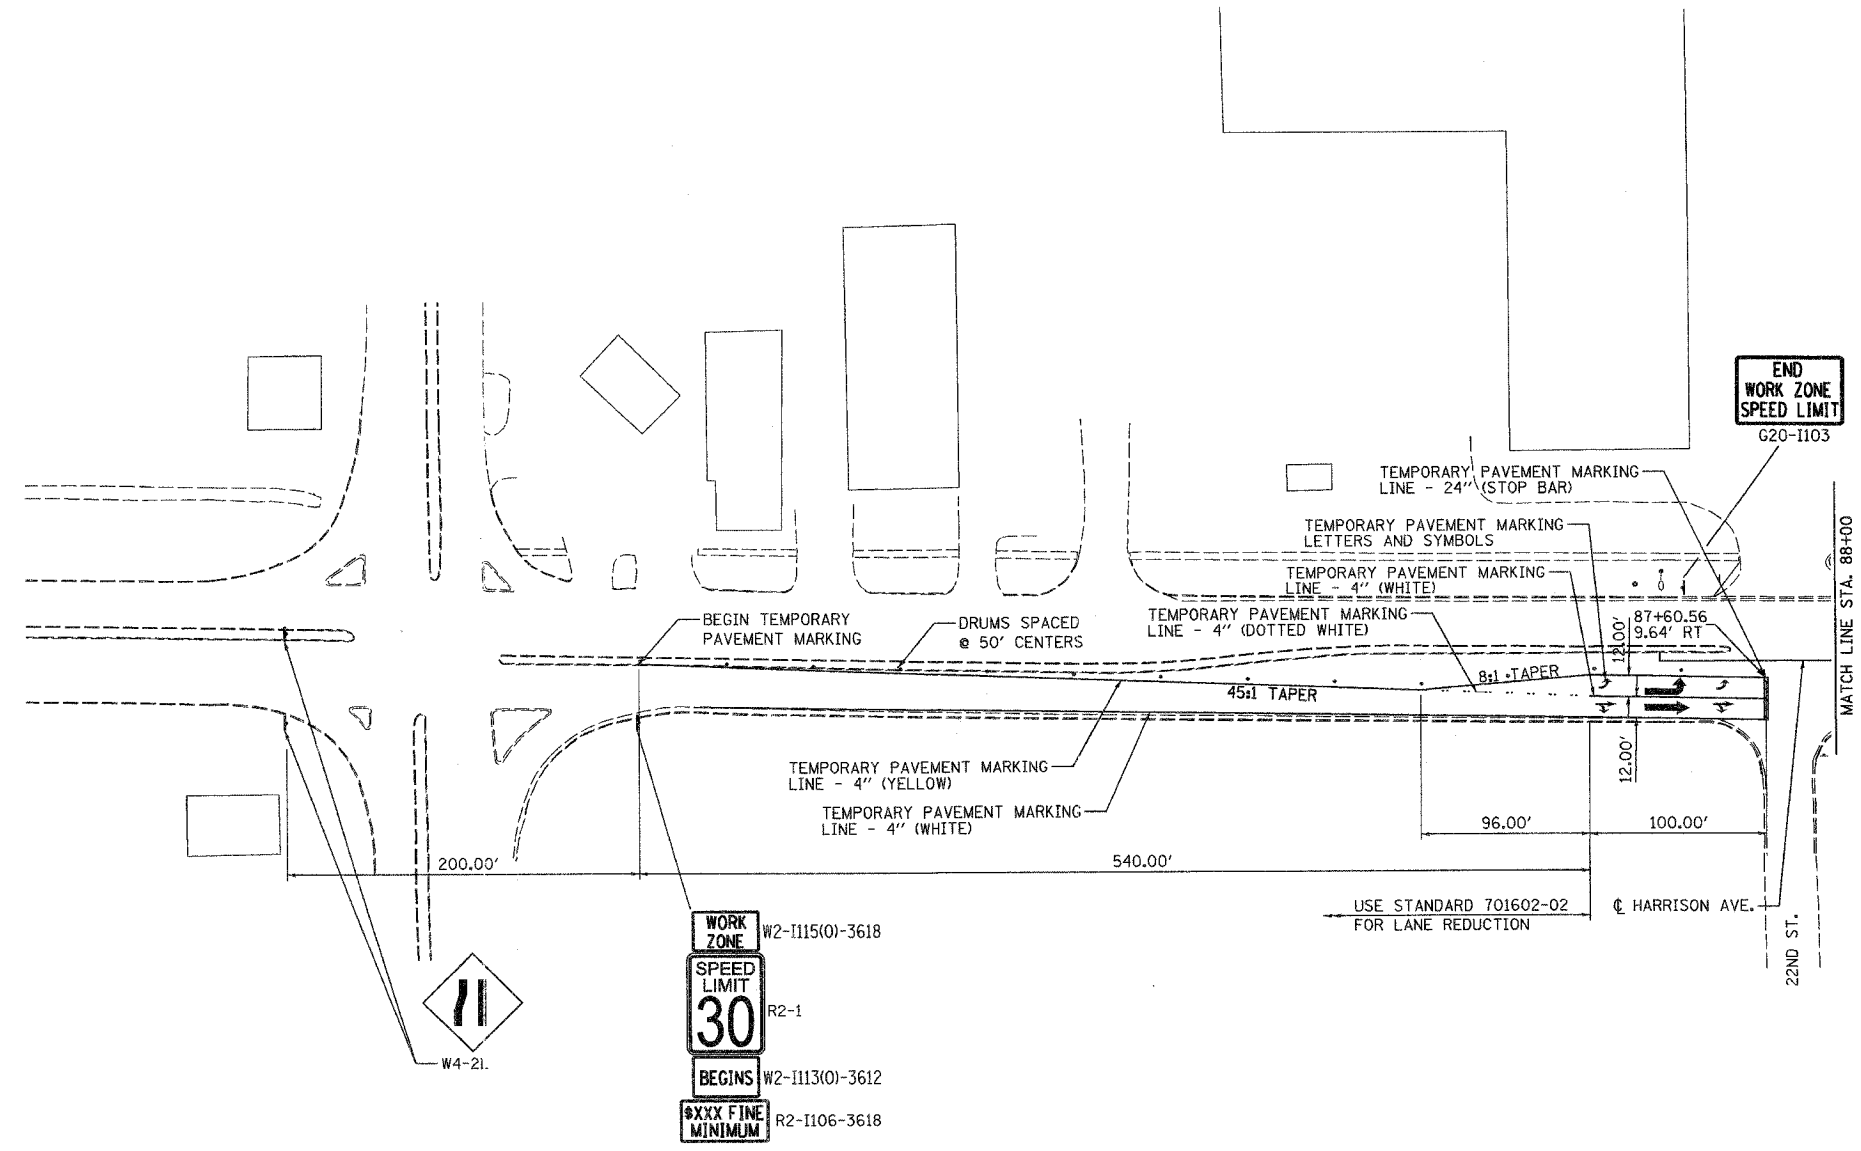 END
WORK ZONE
SPEED LIMIT
G20-I103
TEMPORARY PAVEMENT MARKING
LINE - 24" (STOP BAR)
TEMPORARY PAVEMENT MARKING
LETTERS AND SYMBOLS
TEMPORARY PAVEMENT MARKING
LINE - 4" (WHITE)
TEMPORARY PAVEMENT MARKING
LINE - 4" (DOTTED WHITE)
87+60.56
9.64' RT
12.00'
MATCH LINE STA. 88+00
BEGIN TEMPORARY
PAVEMENT MARKING
DRUMS SPACED
@ 50' CENTERS
8:1 TAPER
45:1 TAPER
12.00'
TEMPORARY PAVEMENT MARKING
LINE - 4" (YELLOW)
TEMPORARY PAVEMENT MARKING
LINE - 4" (WHITE)
96.00'
100.00'
200.00'
540.00'
USE STANDARD 701602-02
FOR LANE REDUCTION
℄ HARRISON AVE.
22ND ST.
WORK
ZONE
W2-I115(O)-3618
SPEED
LIMIT
30
R2-1
BEGINS
W2-I113(O)-3612
$XXX FINE
MINIMUM
R2-I106-3618
W4-2L